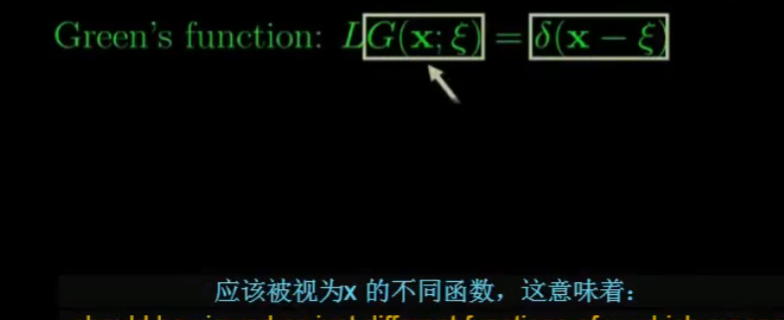 Green's function: LG(x; ξ) = δ(x − ξ)
应该被视为x 的不同函数，这意味着：